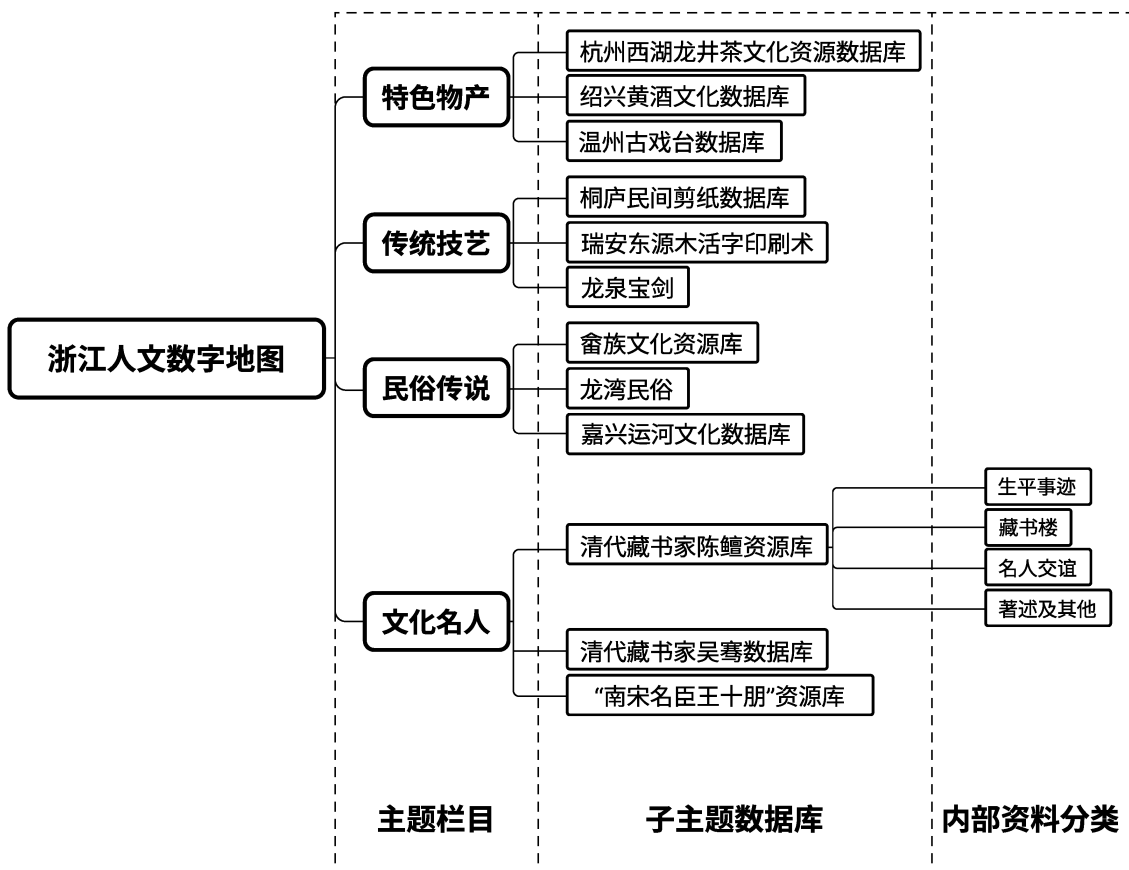 浙江人文数字地图
特色物产
杭州西湖龙井茶文化资源数据库
绍兴黄酒文化数据库
温州古戏台数据库
传统技艺
桐庐民间剪纸数据库
瑞安东源木活字印刷术
龙泉宝剑
民俗传说
畲族文化资源库
龙湾民俗
嘉兴运河文化数据库
文化名人
清代藏书家陈鳣资源库
生平事迹
藏书楼
名人交谊
著述及其他
清代藏书家吴骞数据库
“南宋名臣王十朋”资源库
主题栏目
子主题数据库
内部资料分类